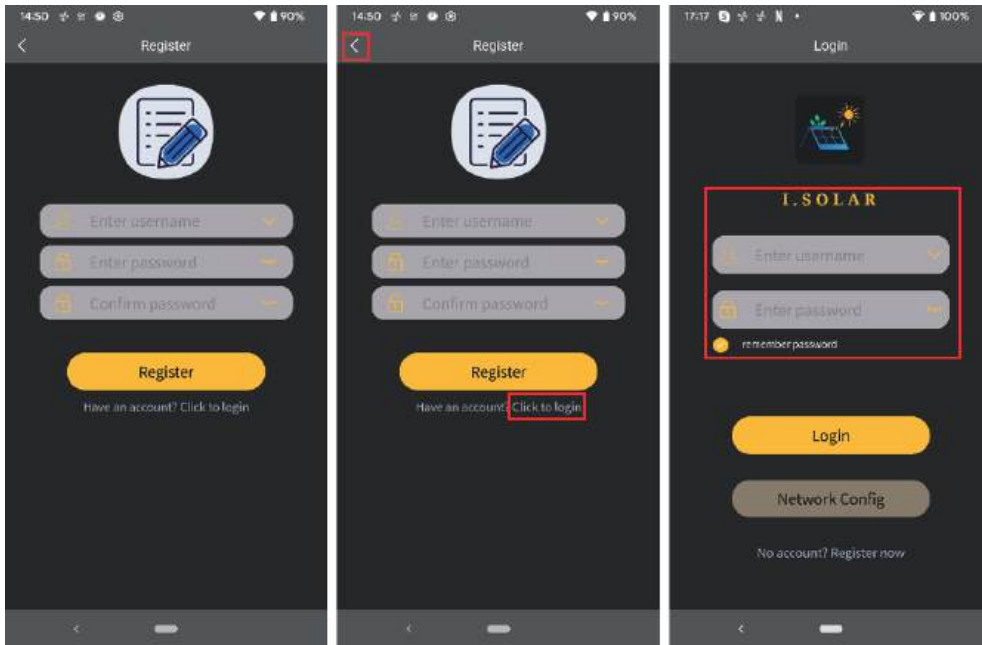 14:50
90%
Register
Enter username
Enter password
Confirm password
Register
Have an account? Click to login
14:50
90%
Register
Enter username
Enter password
Confirm password
Register
Have an account? Click to login
17:17
100%
Login
I.SOLAR
Enter username
Enter password
remember password
Login
Network Config
No account? Register now